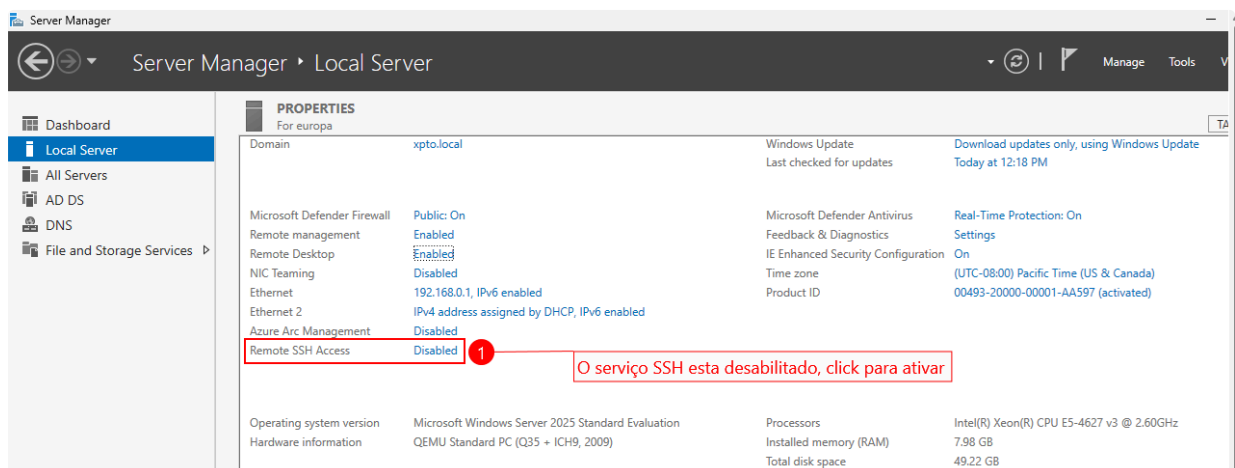 Server Manager
Server Manager • Local Server
Manage Tools V
Dashboard
Local Server
All Servers
AD DS
DNS
File and Storage Services
PROPERTIES
For europa
TA
Domain xpto.local
Windows Update Download updates only, using Windows Update
Last checked for updates Today at 12:18 PM
Microsoft Defender Firewall Public: On
Remote management Enabled
Remote Desktop Enabled
NIC Teaming Disabled
Ethernet 192.168.0.1, IPv6 enabled
Ethernet 2 IPv4 address assigned by DHCP, IPv6 enabled
Azure Arc Management Disabled
Remote SSH Access Disabled
1
O serviço SSH esta desabilitado, click para ativar
Microsoft Defender Antivirus Real-Time Protection: On
Feedback & Diagnostics Settings
IE Enhanced Security Configuration On
Time zone (UTC-08:00) Pacific Time (US & Canada)
Product ID 00493-20000-00001-AA597 (activated)
Operating system version Microsoft Windows Server 2025 Standard Evaluation
Hardware information QEMU Standard PC (Q35 + ICH9, 2009)
Processors Intel(R) Xeon(R) CPU E5-4627 v3 @ 2.60GHz
Installed memory (RAM) 7.98 GB
Total disk space 49.22 GB